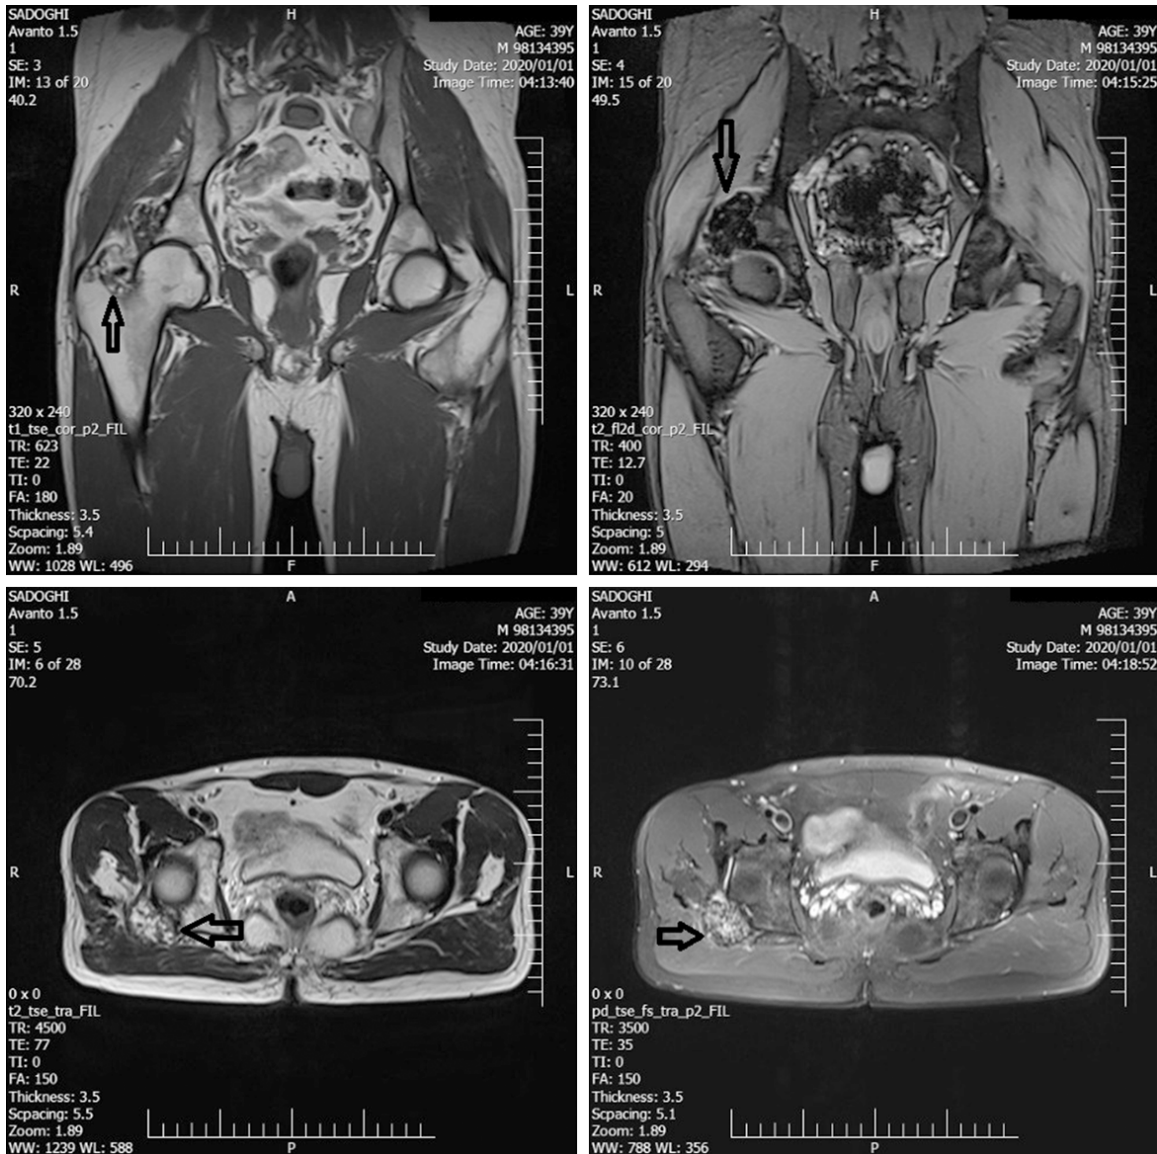 SADOGHI
Avanto 1.5
1
SE: 3
IM: 13 of 20
40.2
H
AGE: 39Y
M 98134395
Study Date: 2020/01/01
Image Time: 04:13:40
R
L
320 x 240
t1_tse_cor_p2_FIL
TR: 623
TE: 22
TI: 0
FA: 180
Thickness: 3.5
Scpacing: 5.4
Zoom: 1.89
WW: 1028 WL: 496
F
SADOGHI
Avanto 1.5
1
SE: 4
IM: 15 of 20
49.5
H
AGE: 39Y
M 98134395
Study Date: 2020/01/01
Image Time: 04:15:25
R
L
320 x 240
t2_fl2d_cor_p2_FIL
TR: 400
TE: 12.7
TI: 0
FA: 20
Thickness: 3.5
Scpacing: 5
Zoom: 1.89
WW: 612 WL: 294
F
SADOGHI
Avanto 1.5
1
SE: 5
IM: 6 of 28
70.2
A
AGE: 39Y
M 98134395
Study Date: 2020/01/01
Image Time: 04:16:31
R
L
0 x 0
t2_tse_tra_FIL
TR: 4500
TE: 77
TI: 0
FA: 150
Thickness: 3.5
Scpacing: 5.5
Zoom: 1.89
WW: 1239 WL: 588
P
SADOGHI
Avanto 1.5
1
SE: 6
IM: 10 of 28
73.1
A
AGE: 39Y
M 98134395
Study Date: 2020/01/01
Image Time: 04:18:52
R
L
0 x 0
pd_tse_fs_tra_p2_FIL
TR: 3500
TE: 35
TI: 0
FA: 150
Thickness: 3.5
Scpacing: 5.1
Zoom: 1.89
WW: 788 WL: 356
P